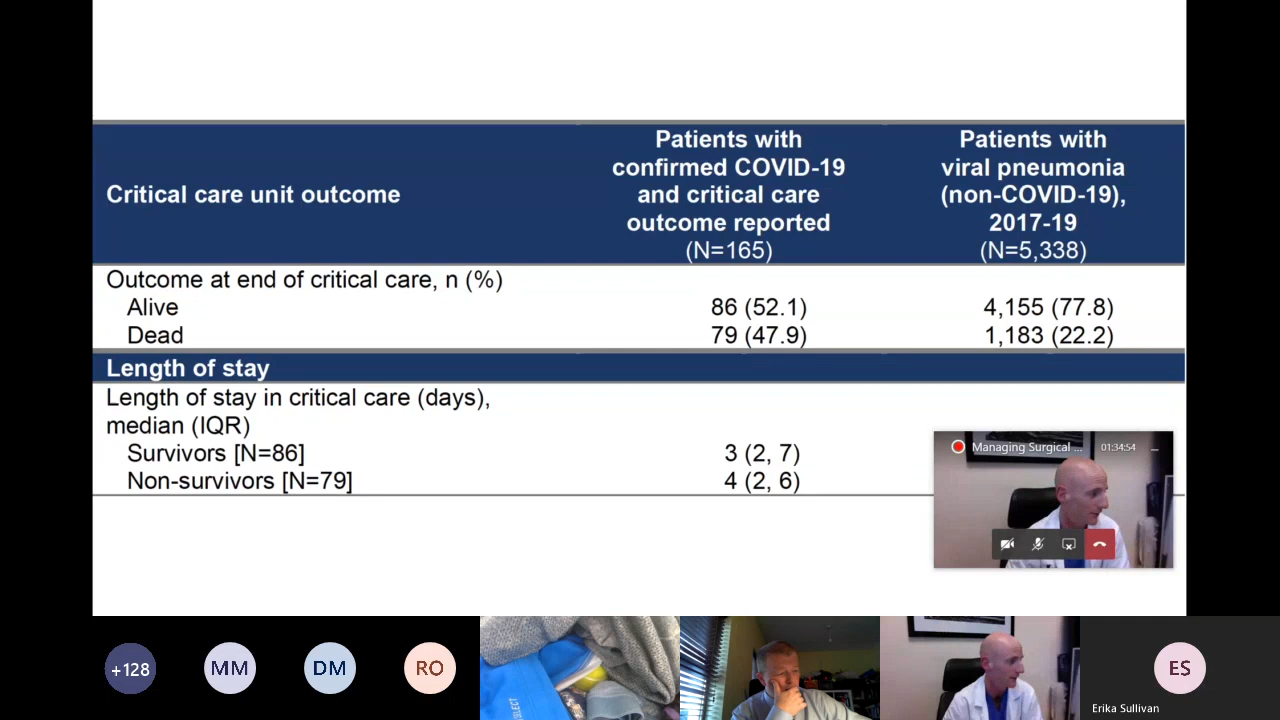 Critical care unit outcome
Patients with
confirmed COVID-19
and critical care
outcome reported
(N=165)
Patients with
viral pneumonia
(non-COVID-19),
2017-19
(N=5,338)
Outcome at end of critical care, n (%)
Alive 86 (52.1) 4,155 (77.8)
Dead 79 (47.9) 1,183 (22.2)
Length of stay
Length of stay in critical care (days),
median (IQR)
Survivors [N=86] 3 (2, 7)
Non-survivors [N=79] 4 (2, 6)
Managing Surgical ... 01:34:54
+128 MM DM RO ES
Erika Sullivan